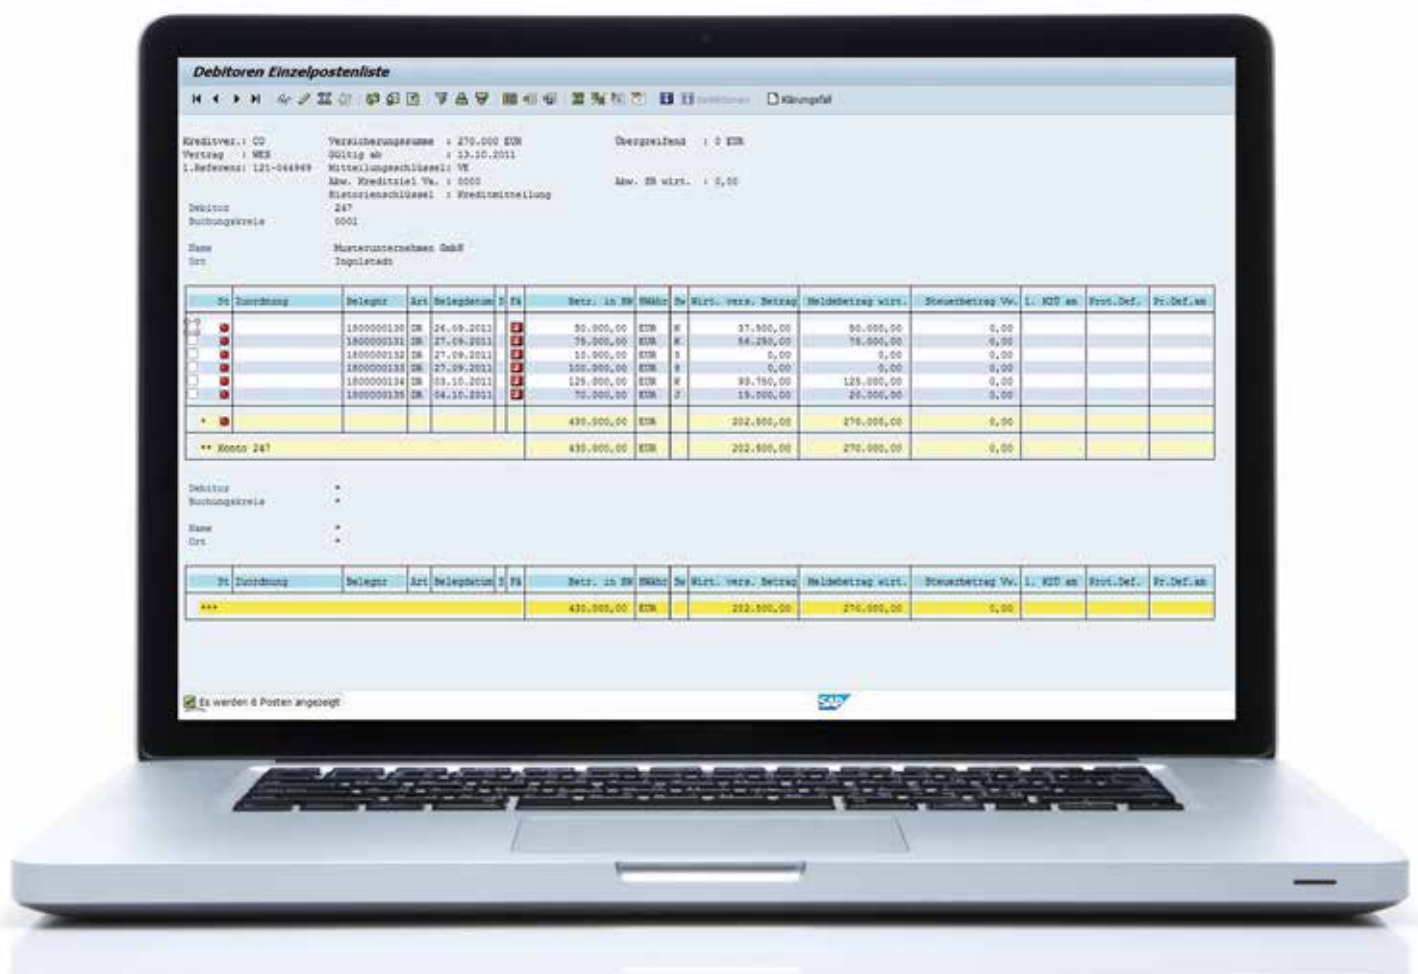 Debitoren Einzelpostenliste
Klärungsfall
Kreditver.: CO Versicherungssumme : 270.000 EUR Übergreifend : 0 EUR
Vertrag : WEB Gültig ab : 13.10.2011
1.Referenz: 121-044969 Mitteilungsschlüssel: VE
Abw. Kreditziel Va. : 0000 Abw. SB wirt. : 0,00
Historienschlüssel : Kreditmitteilung
Debitor 247
Buchungskreis 0001
Name Musterunternehmen GmbH
Ort Ingolstadt
St Zuordnung Belegnr Art Belegdatum S Fä Betr. in HW HWähr Sw Wirt. vers. Betrag Meldebetrag wirt. Steuerbetrag Vw. 1. NZÜ am Prot.Def. Pr.Def.am
1800000130 DR 26.09.2011 50.000,00 EUR K 37.500,00 50.000,00 0,00
1800000131 DR 27.09.2011 75.000,00 EUR K 56.250,00 75.000,00 0,00
1800000132 DR 27.09.2011 10.000,00 EUR 0,00 0,00 0,00
1800000133 DR 27.09.2011 100.000,00 EUR 0,00 0,00 0,00
1800000134 DR 03.10.2011 125.000,00 EUR K 93.750,00 125.000,00 0,00
1800000135 DR 04.10.2011 70.000,00 EUR J 15.000,00 20.000,00 0,00
* 430.000,00 EUR 202.500,00 270.000,00 0,00
** Konto 247 430.000,00 EUR 202.500,00 270.000,00 0,00
Debitor *
Buchungskreis *
Name *
Ort *
St Zuordnung Belegnr Art Belegdatum S Fä Betr. in HW HWähr Sw Wirt. vers. Betrag Meldebetrag wirt. Steuerbetrag Vw. 1. NZÜ am Prot.Def. Pr.Def.am
*** 430.000,00 EUR 202.500,00 270.000,00 0,00
Es werden 6 Posten angezeigt
SAP